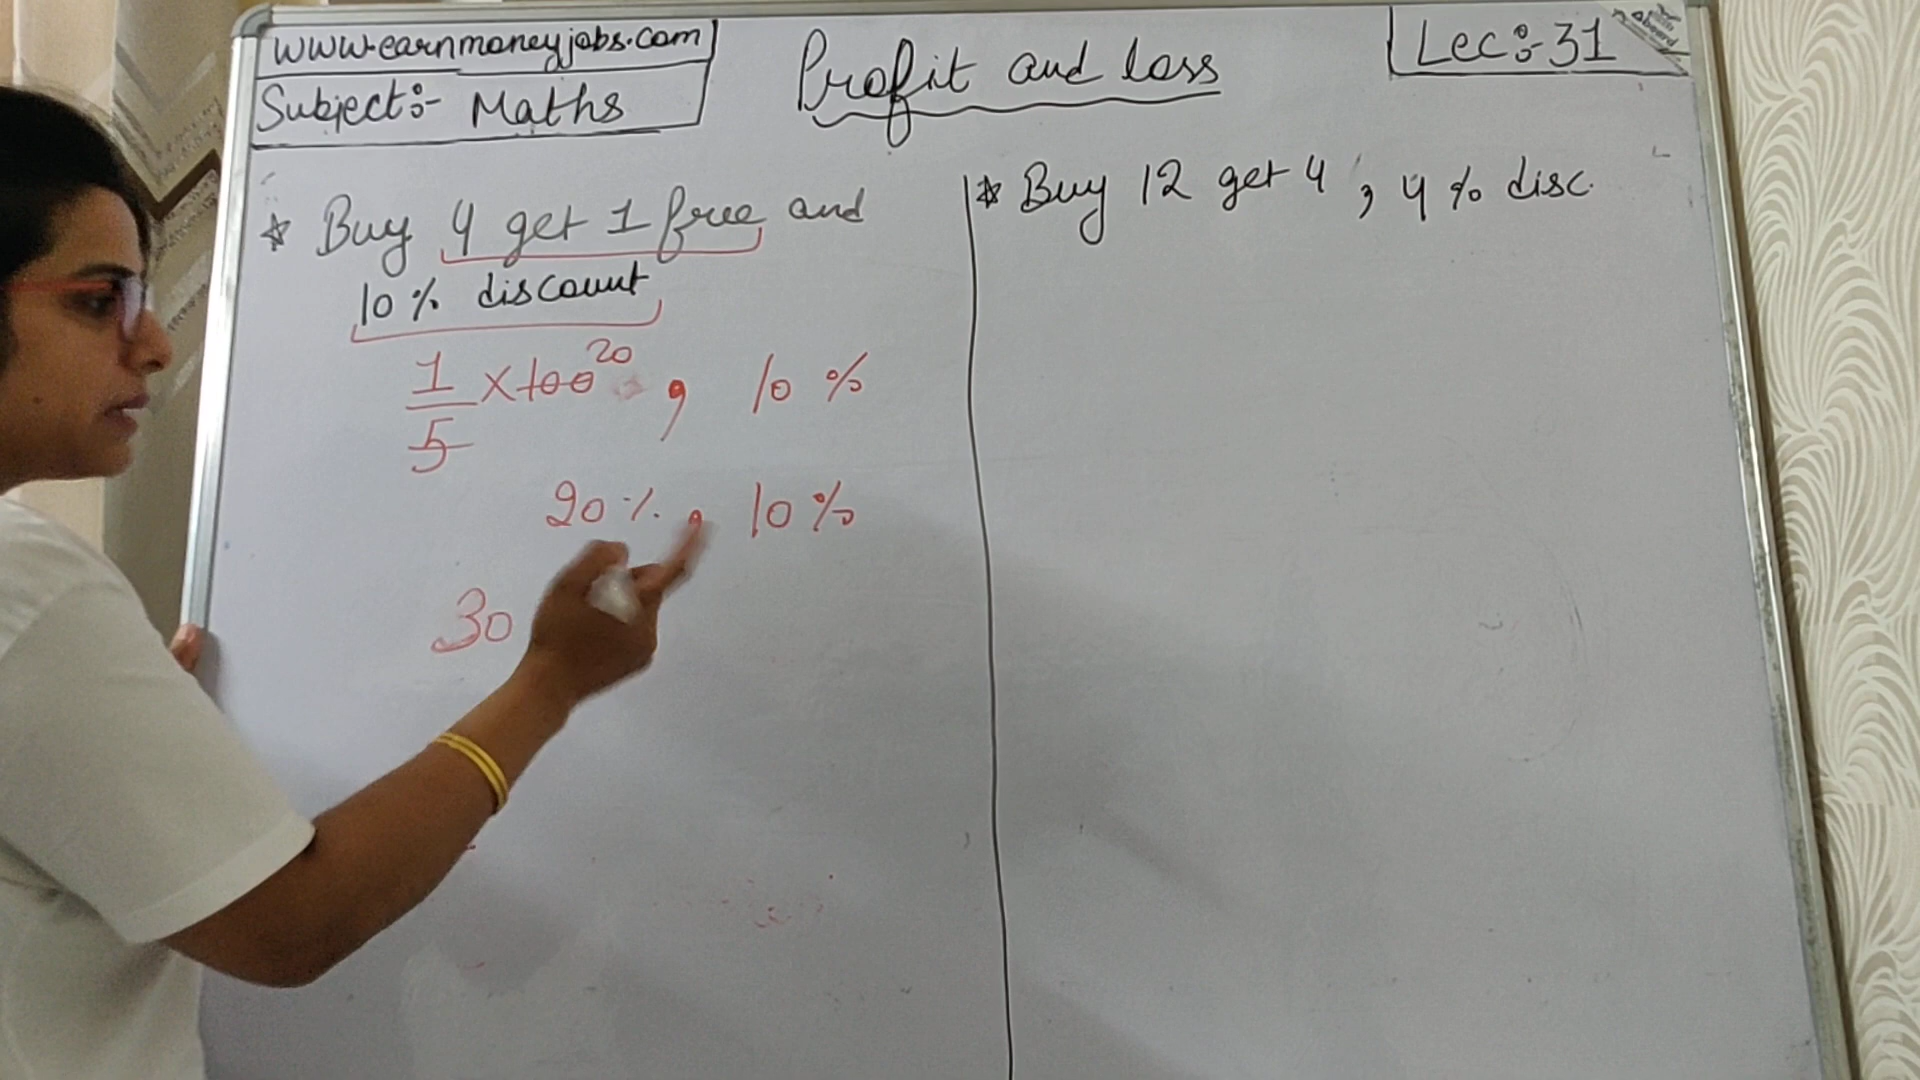 www.earnmoneyjobs.com
Subject:- Maths
Profit and loss
Lec:-31
* Buy 4 get 1 free and
10% discount
1/5 ×100 20 , 10 %
20% , 10%
30
* Buy 12 get 4 , 4 % disc.